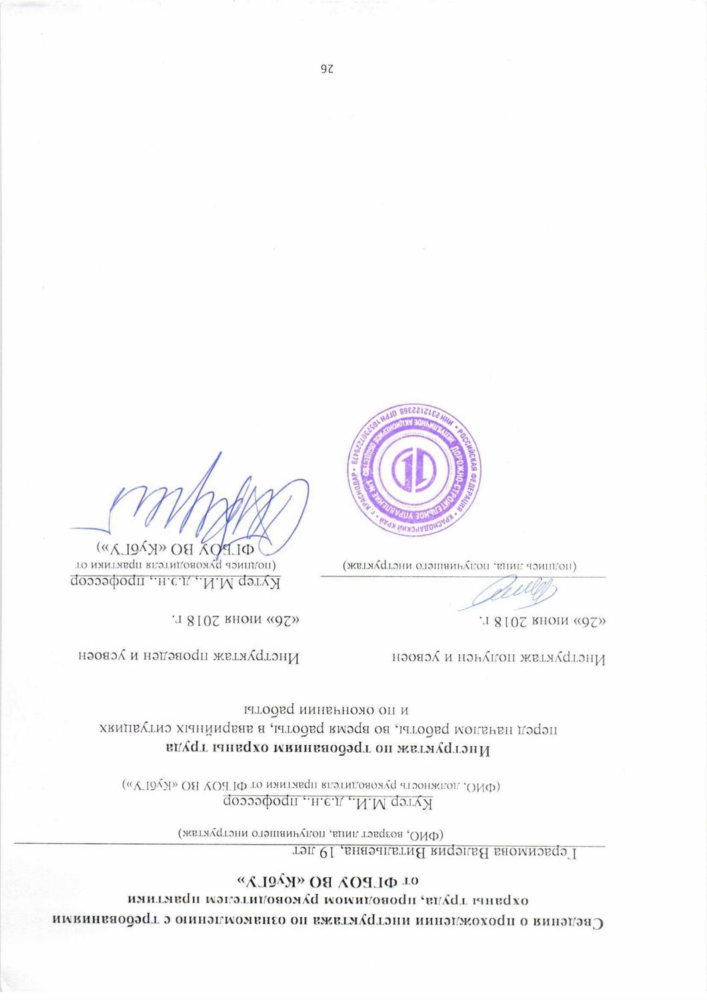 Сведения о прохождении инструктажа по ознакомлению с требованиями
охраны труда, проводимом руководителем практики
от ФГБОУ ВО «КубГУ»
Герасимова Валерия Витальевна, 19 лет
(ФИО, возраст лица, получившего инструктаж)
Кутер М.И., д.э.н., профессор
(ФИО, должность руководителя практики от ФГБОУ ВО «КубГУ»)
Инструктаж по требованиям охраны труда
перед началом работы, во время работы, в аварийных ситуациях
и по окончании работы
Инструктаж получен и усвоен
«26» июня 2018 г.
(подпись лица, получившего инструктаж)
Инструктаж проведен и усвоен
«26» июня 2018 г.
Кутер М.И., д.э.н., профессор
(подпись руководителя практики от
ФГБОУ ВО «КубГУ»)
• РОССИЙСКАЯ ФЕДЕРАЦИЯ • КРАСНОДАРСКИЙ КРАЙ • Г. КРАСНОДАР •
ИНН 2312122368 ОГРН 1052307229479
НЕПУБЛИЧНОЕ АКЦИОНЕРНОЕ ОБЩЕСТВО
ДОРОЖНО-СТРОИТЕЛЬНОЕ УПРАВЛЕНИЕ №1
26